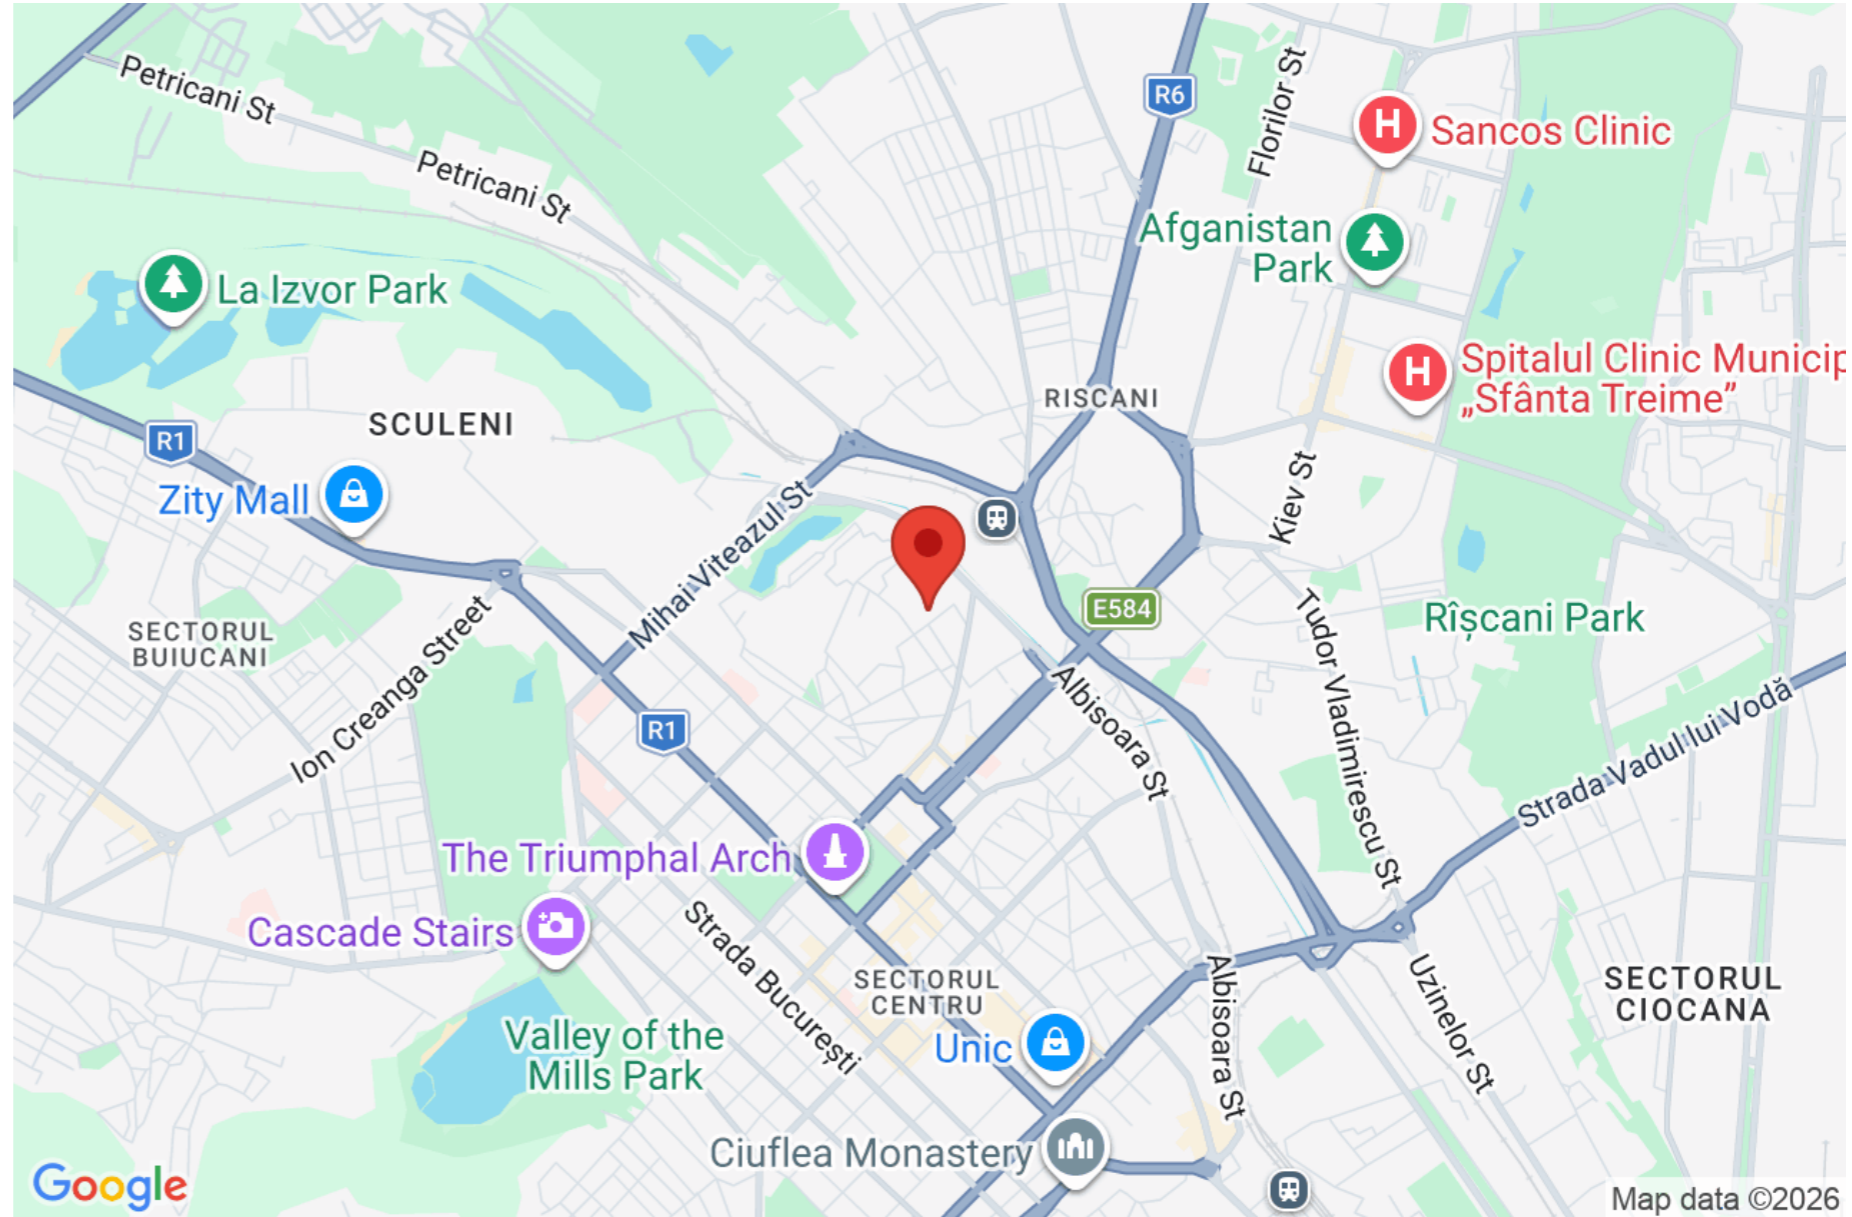 Petricani St
Petricani St
R6
Florilor St
Sancos Clinic
Afganistan
Park
La Izvor Park
Spitalul Clinic Municip
„Sfânta Treime”
RISCANI
SCULENI
R1
Zity Mall
Mihai Viteazul St
Kiev St
E584
Rîșcani Park
SECTORUL
BUIUCANI
Ion Creanga Street
Tudor Vladimirescu St
R1
Albisoara St
Strada Vadul lui Vodă
The Triumphal Arch
Cascade Stairs
Strada București
SECTORUL
CENTRU
Albisoara St
Uzinelor St
SECTORUL
CIOCANA
Valley of the
Mills Park
Unic
Ciuflea Monastery
Google
Map data ©2026